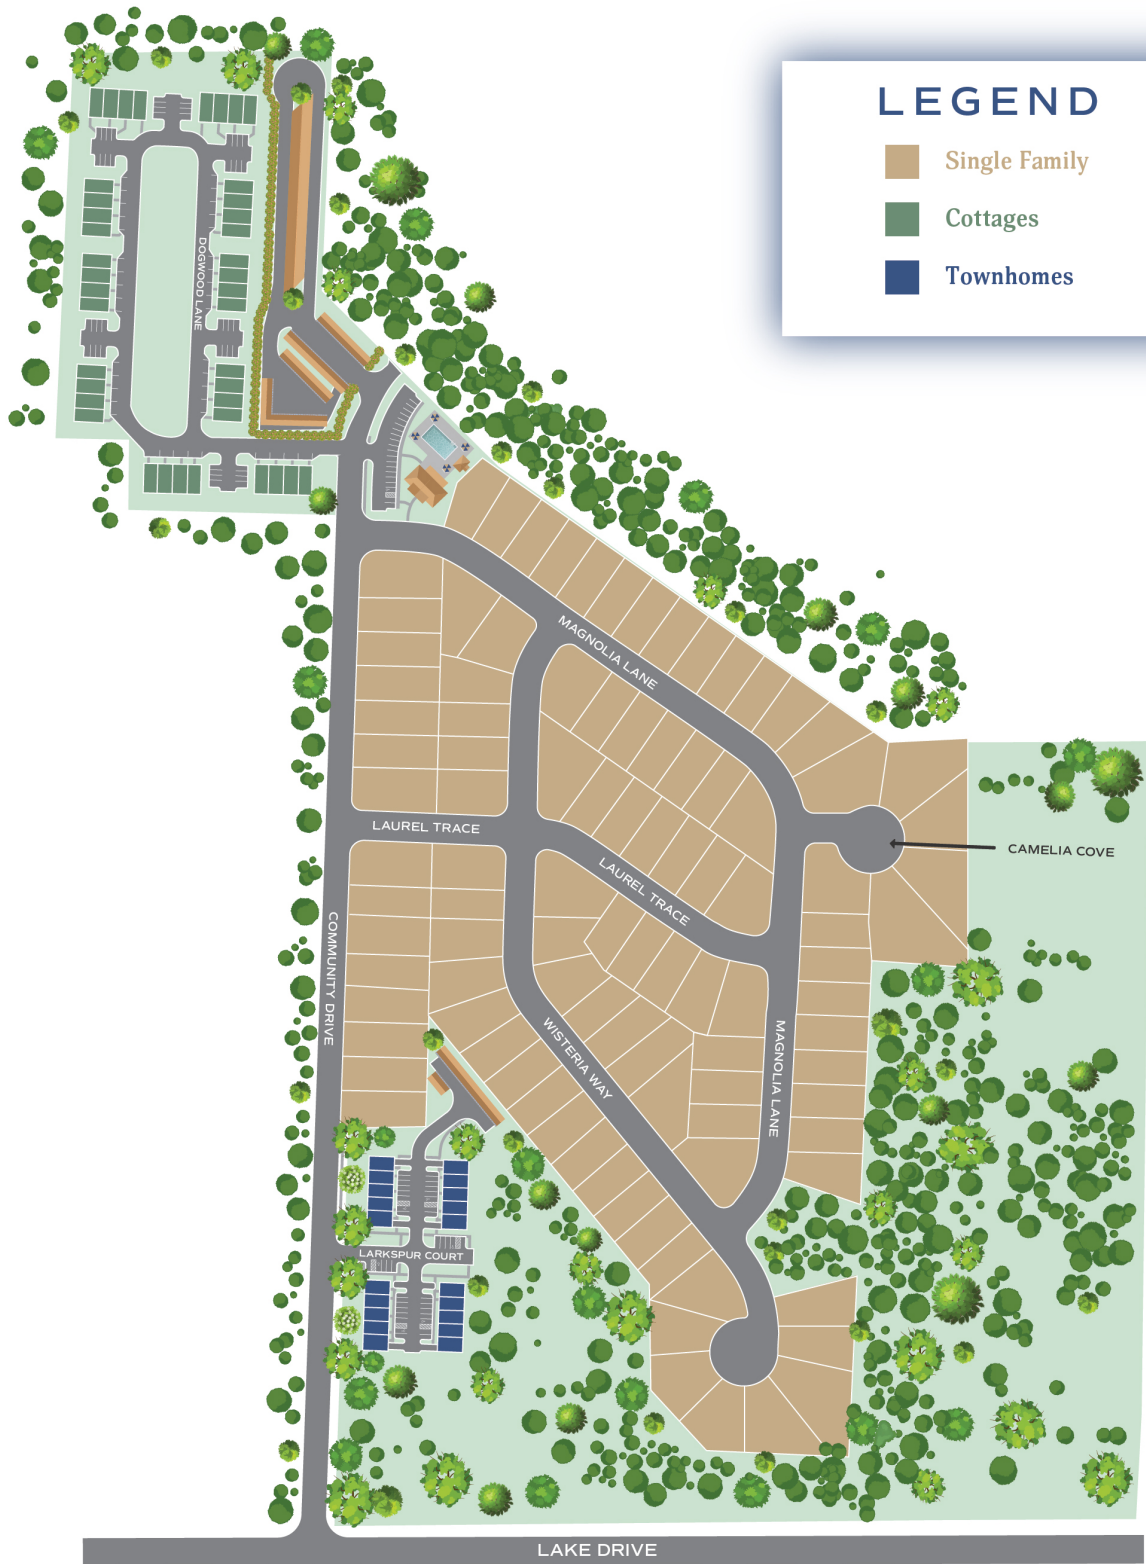 LEGEND
Single Family
Cottages
Townhomes
DOGWOOD LANE
MAGNOLIA LANE
LAUREL TRACE
CAMELIA COVE
LAUREL TRACE
COMMUNITY DRIVE
WISTERIA WAY
MAGNOLIA LANE
LARKSPUR COURT
LAKE DRIVE